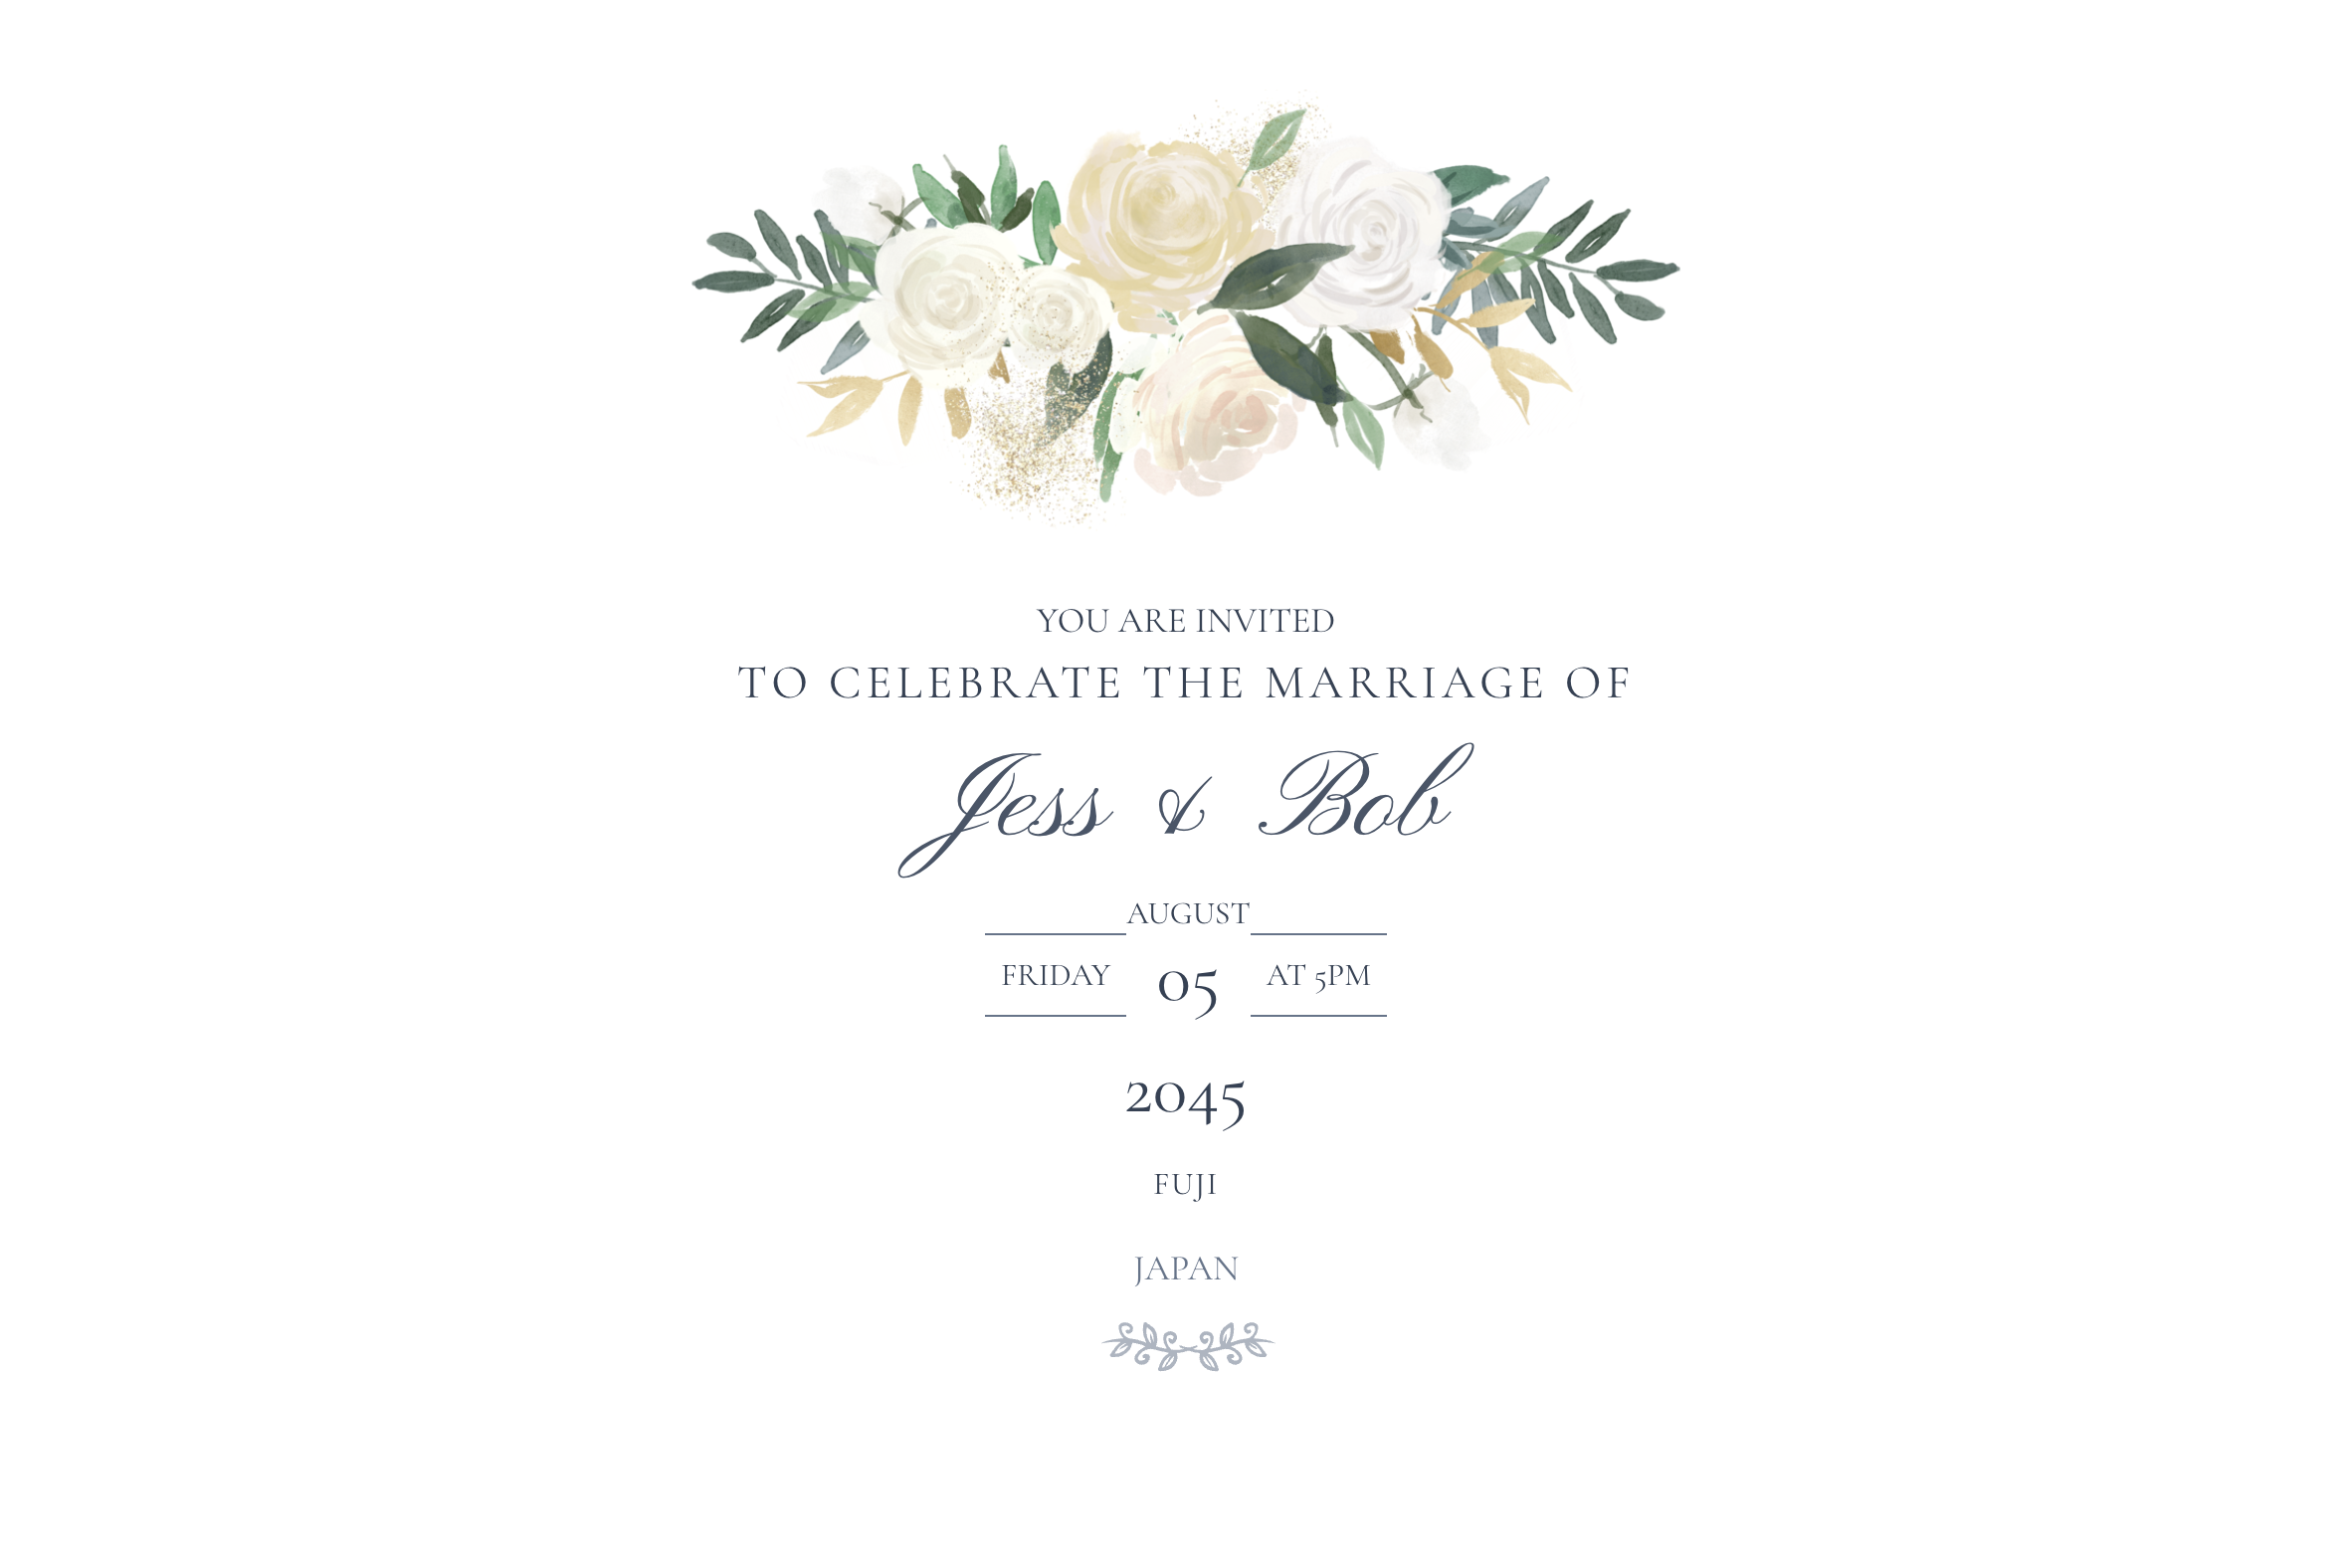 YOU ARE INVITED
TO CELEBRATE THE MARRIAGE OF
Jess & Bob
AUGUST
FRIDAY 05 AT 5PM
2045
FUJI
JAPAN